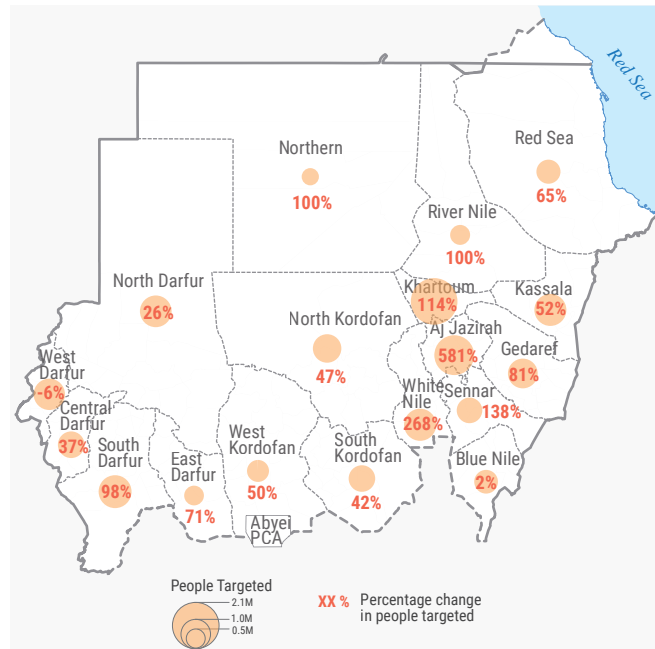 Red Sea
Red Sea
65%
Northern
100%
River Nile
100%
North Darfur
26%
Khartoum
114%
Kassala
52%
North Kordofan
47%
Aj Jazirah
581%
Gedaref
81%
West
Darfur
-6%
White
Nile
268%
Sennar
138%
Central
Darfur
37%
South
Darfur
98%
East
Darfur
71%
West
Kordofan
50%
South
Kordofan
42%
Blue Nile
2%
Abyei
PCA
People Targeted
2.1M
1.0M
0.5M
XX % Percentage change
in people targeted